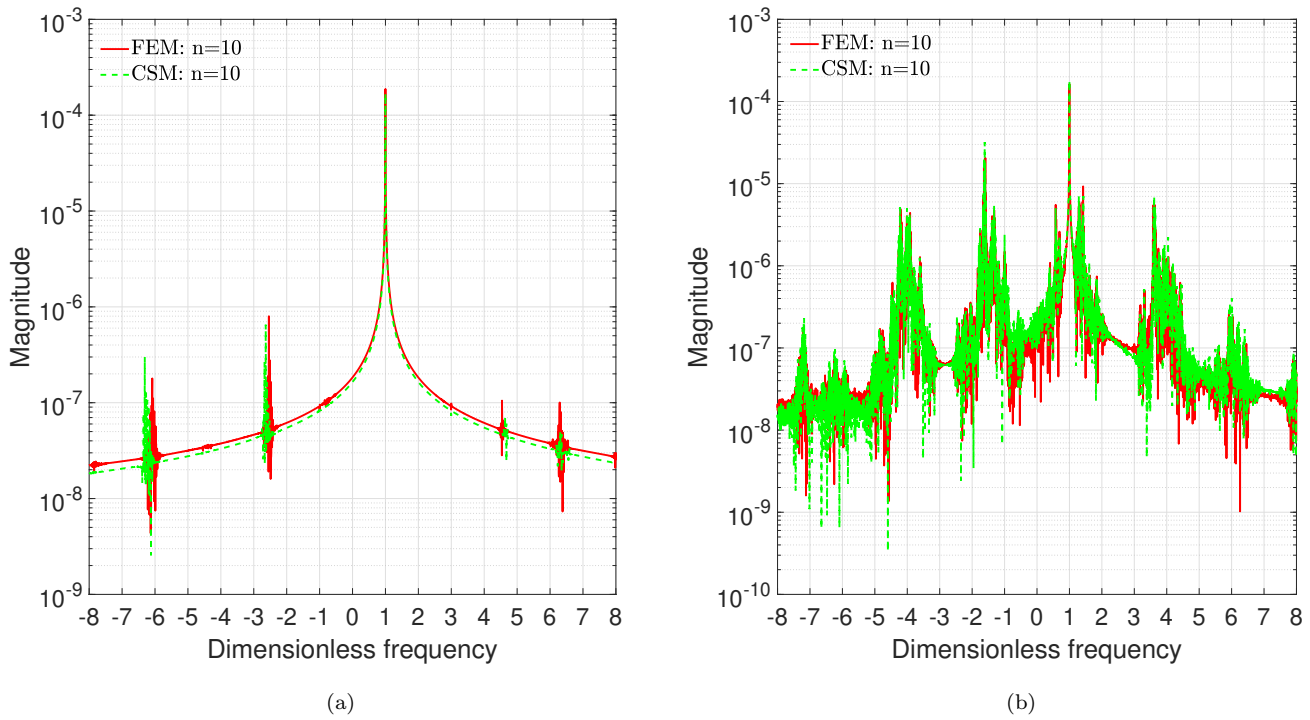 10^-3
10^-4
10^-5
10^-6
10^-7
10^-8
10^-9
Magnitude
FEM: n=10
CSM: n=10
-8 -7 -6 -5 -4 -3 -2 -1 0 1 2 3 4 5 6 7 8
Dimensionless frequency
(a)
10^-3
10^-4
10^-5
10^-6
10^-7
10^-8
10^-9
10^-10
Magnitude
FEM: n=10
CSM: n=10
-8 -7 -6 -5 -4 -3 -2 -1 0 1 2 3 4 5 6 7 8
Dimensionless frequency
(b)